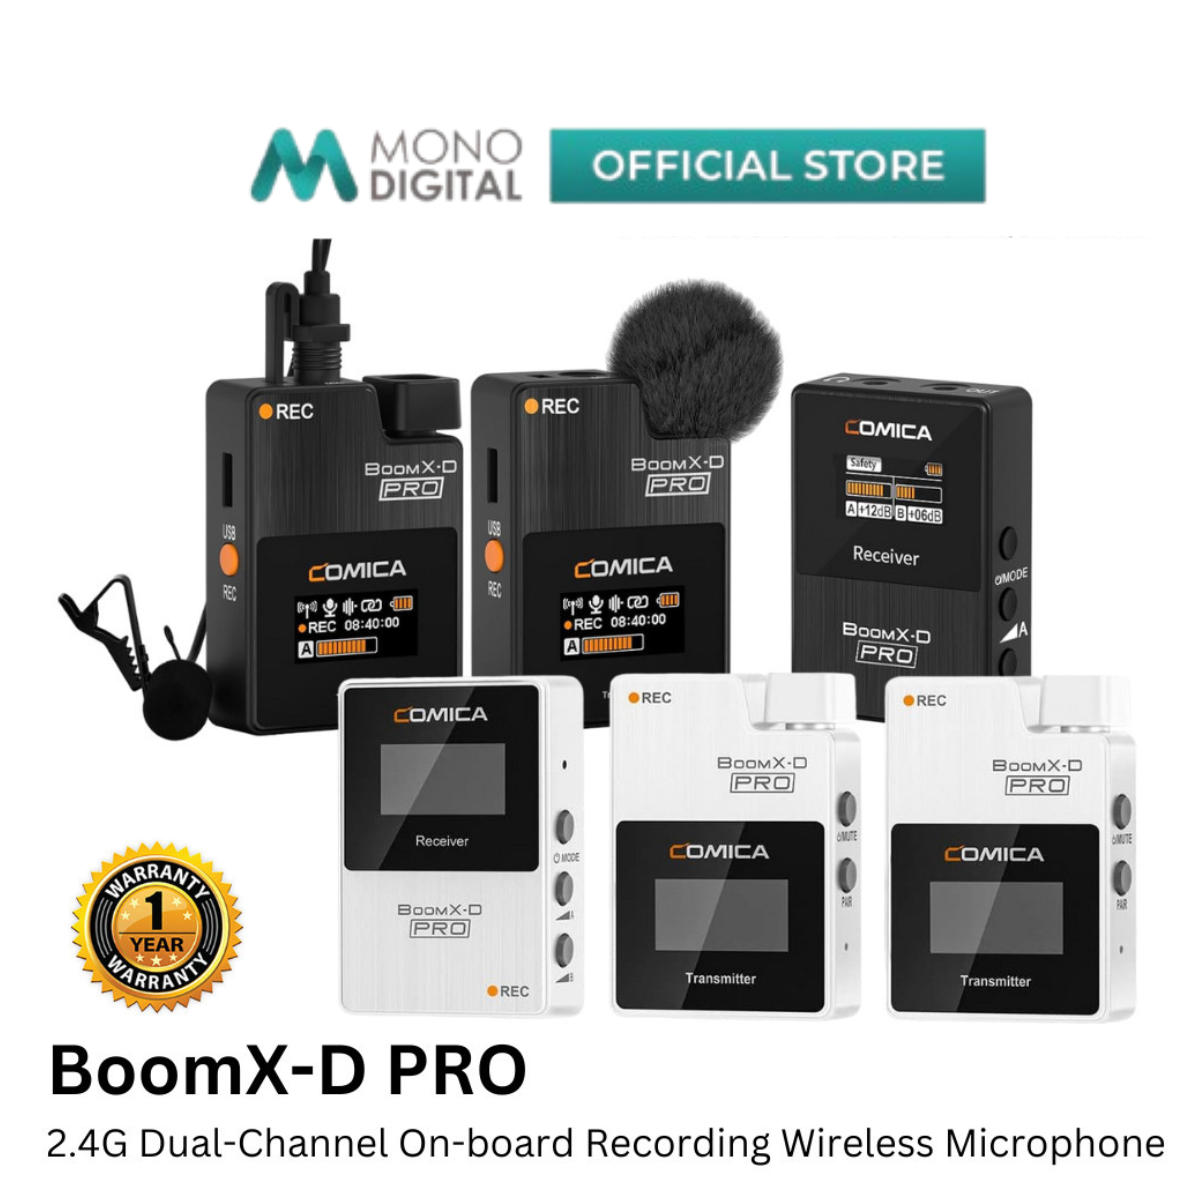 MONO
DIGITAL
OFFICIAL STORE
REC
USB
REC
BOOMX-D
PRO
COMICA
REC 08:40:00
A
REC
USB
REC
BOOMX-D
PRO
COMICA
REC 08:40:00
A
OUT
COMICA
Safety
A +12dB B +06dB
Receiver
MODE
A
BOOMX-D
PRO
COMICA
Receiver
MODE
A
B
BOOMX-D
PRO
REC
REC
BOOMX-D
PRO
/MUTE
PAIR
COMICA
Transmitter
REC
BOOMX-D
PRO
/MUTE
PAIR
COMICA
Transmitter
WARRANTY
1
YEAR
WARRANTY
BoomX-D PRO
2.4G Dual-Channel On-board Recording Wireless Microphone